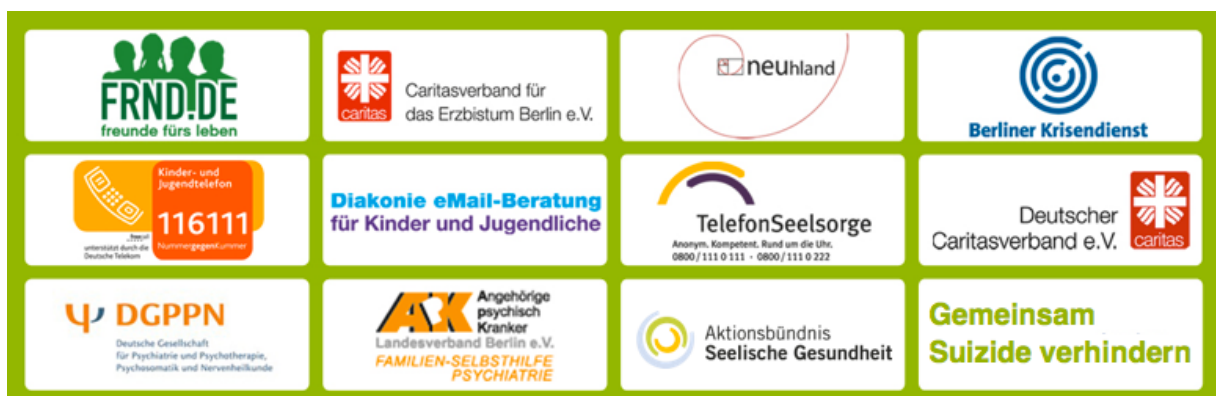 FRND.DE
freunde fürs leben
caritas
Caritasverband für
das Erzbistum Berlin e.V.
neuhland
Berliner Krisendienst
Kinder- und
Jugendtelefon
116111
NummergegenKummer
freecall
unterstützt durch die
Deutsche Telekom
Diakonie eMail-Beratung
für Kinder und Jugendliche
TelefonSeelsorge
Anonym. Kompetent. Rund um die Uhr.
0800/111 0 111 · 0800/111 0 222
Deutscher
Caritasverband e.V.
caritas
DGPPN
Deutsche Gesellschaft
für Psychiatrie und Psychotherapie,
Psychosomatik und Nervenheilkunde
Angehörige
psychisch
Kranker
Landesverband Berlin e.V.
FAMILIEN-SELBSTHILFE
PSYCHIATRIE
Aktionsbündnis
Seelische Gesundheit
Gemeinsam
Suizide verhindern